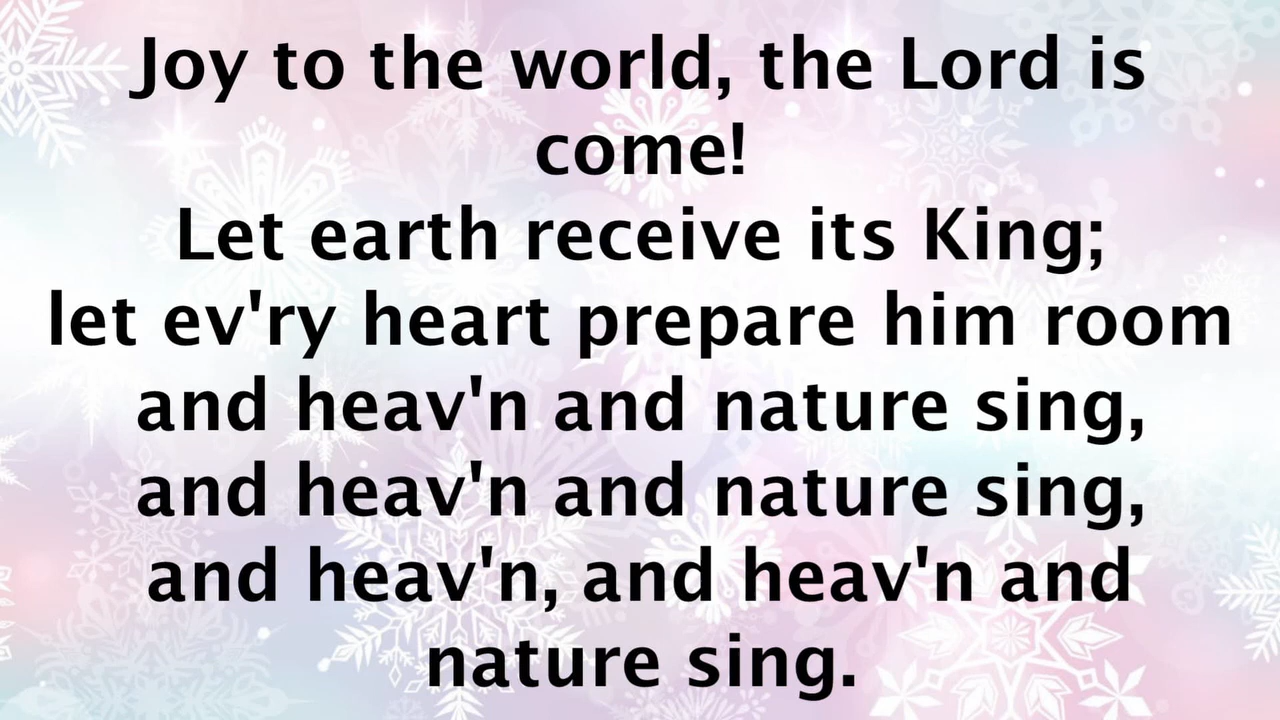 Joy to the world, the Lord is
come!
Let earth receive its King;
let ev'ry heart prepare him room
and heav'n and nature sing,
and heav'n and nature sing,
and heav'n, and heav'n and
nature sing.